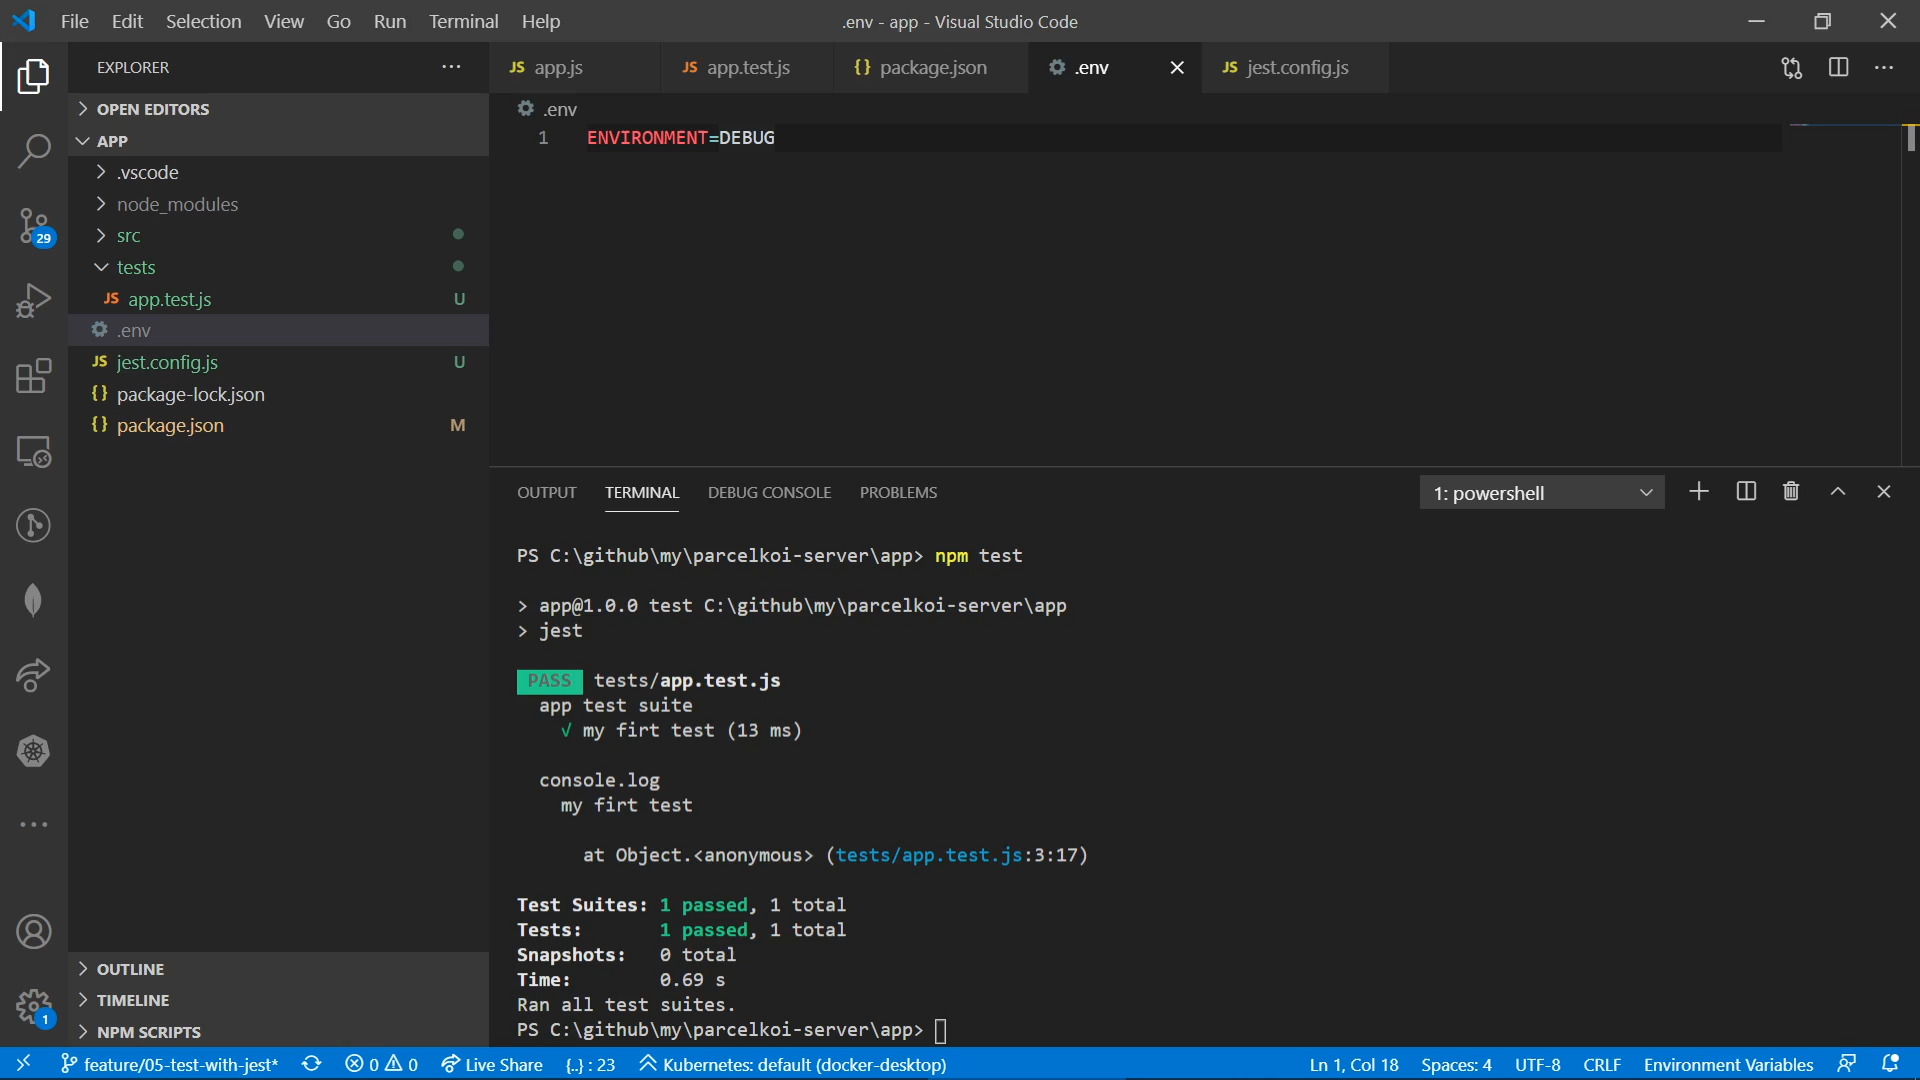 File Edit Selection View Go Run Terminal Help .env - app - Visual Studio Code
EXPLORER
JS app.js JS app.test.js {} package.json .env JS jest.config.js
OPEN EDITORS
APP
.vscode
node_modules
src
tests
JS app.test.js U
.env
JS jest.config.js U
{} package-lock.json
{} package.json M
29
.env
1 ENVIRONMENT=DEBUG
OUTPUT TERMINAL DEBUG CONSOLE PROBLEMS 1: powershell
PS C:\github\my\parcelkoi-server\app> npm test
> app@1.0.0 test C:\github\my\parcelkoi-server\app
> jest
PASS tests/app.test.js
app test suite
√ my firt test (13 ms)
console.log
my firt test
at Object.<anonymous> (tests/app.test.js:3:17)
Test Suites: 1 passed, 1 total
Tests: 1 passed, 1 total
Snapshots: 0 total
Time: 0.69 s
Ran all test suites.
PS C:\github\my\parcelkoi-server\app>
OUTLINE
TIMELINE
NPM SCRIPTS
1
feature/05-test-with-jest* 0 0 Live Share {..} : 23 Kubernetes: default (docker-desktop) Ln 1, Col 18 Spaces: 4 UTF-8 CRLF Environment Variables